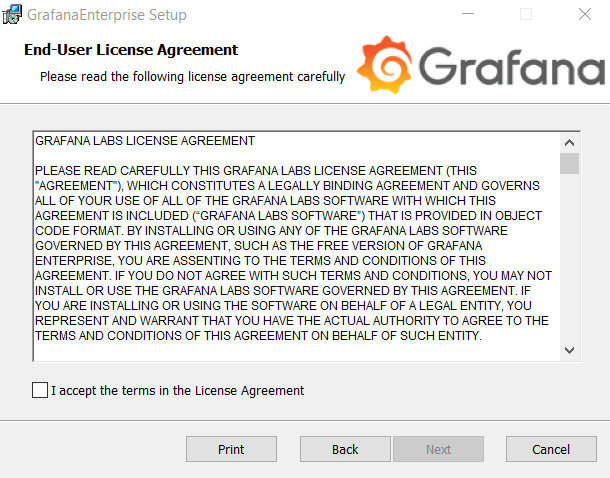 GrafanaEnterprise Setup
End-User License Agreement
Please read the following license agreement carefully
Grafana
GRAFANA LABS LICENSE AGREEMENT
PLEASE READ CAREFULLY THIS GRAFANA LABS LICENSE AGREEMENT (THIS
"AGREEMENT"), WHICH CONSTITUTES A LEGALLY BINDING AGREEMENT AND GOVERNS
ALL OF YOUR USE OF ALL OF THE GRAFANA LABS SOFTWARE WITH WHICH THIS
AGREEMENT IS INCLUDED (“GRAFANA LABS SOFTWARE”) THAT IS PROVIDED IN OBJECT
CODE FORMAT. BY INSTALLING OR USING ANY OF THE GRAFANA LABS SOFTWARE
GOVERNED BY THIS AGREEMENT, SUCH AS THE FREE VERSION OF GRAFANA
ENTERPRISE, YOU ARE ASSENTING TO THE TERMS AND CONDITIONS OF THIS
AGREEMENT. IF YOU DO NOT AGREE WITH SUCH TERMS AND CONDITIONS, YOU MAY NOT
INSTALL OR USE THE GRAFANA LABS SOFTWARE GOVERNED BY THIS AGREEMENT. IF
YOU ARE INSTALLING OR USING THE SOFTWARE ON BEHALF OF A LEGAL ENTITY, YOU
REPRESENT AND WARRANT THAT YOU HAVE THE ACTUAL AUTHORITY TO AGREE TO THE
TERMS AND CONDITIONS OF THIS AGREEMENT ON BEHALF OF SUCH ENTITY.
I accept the terms in the License Agreement
Print
Back
Next
Cancel